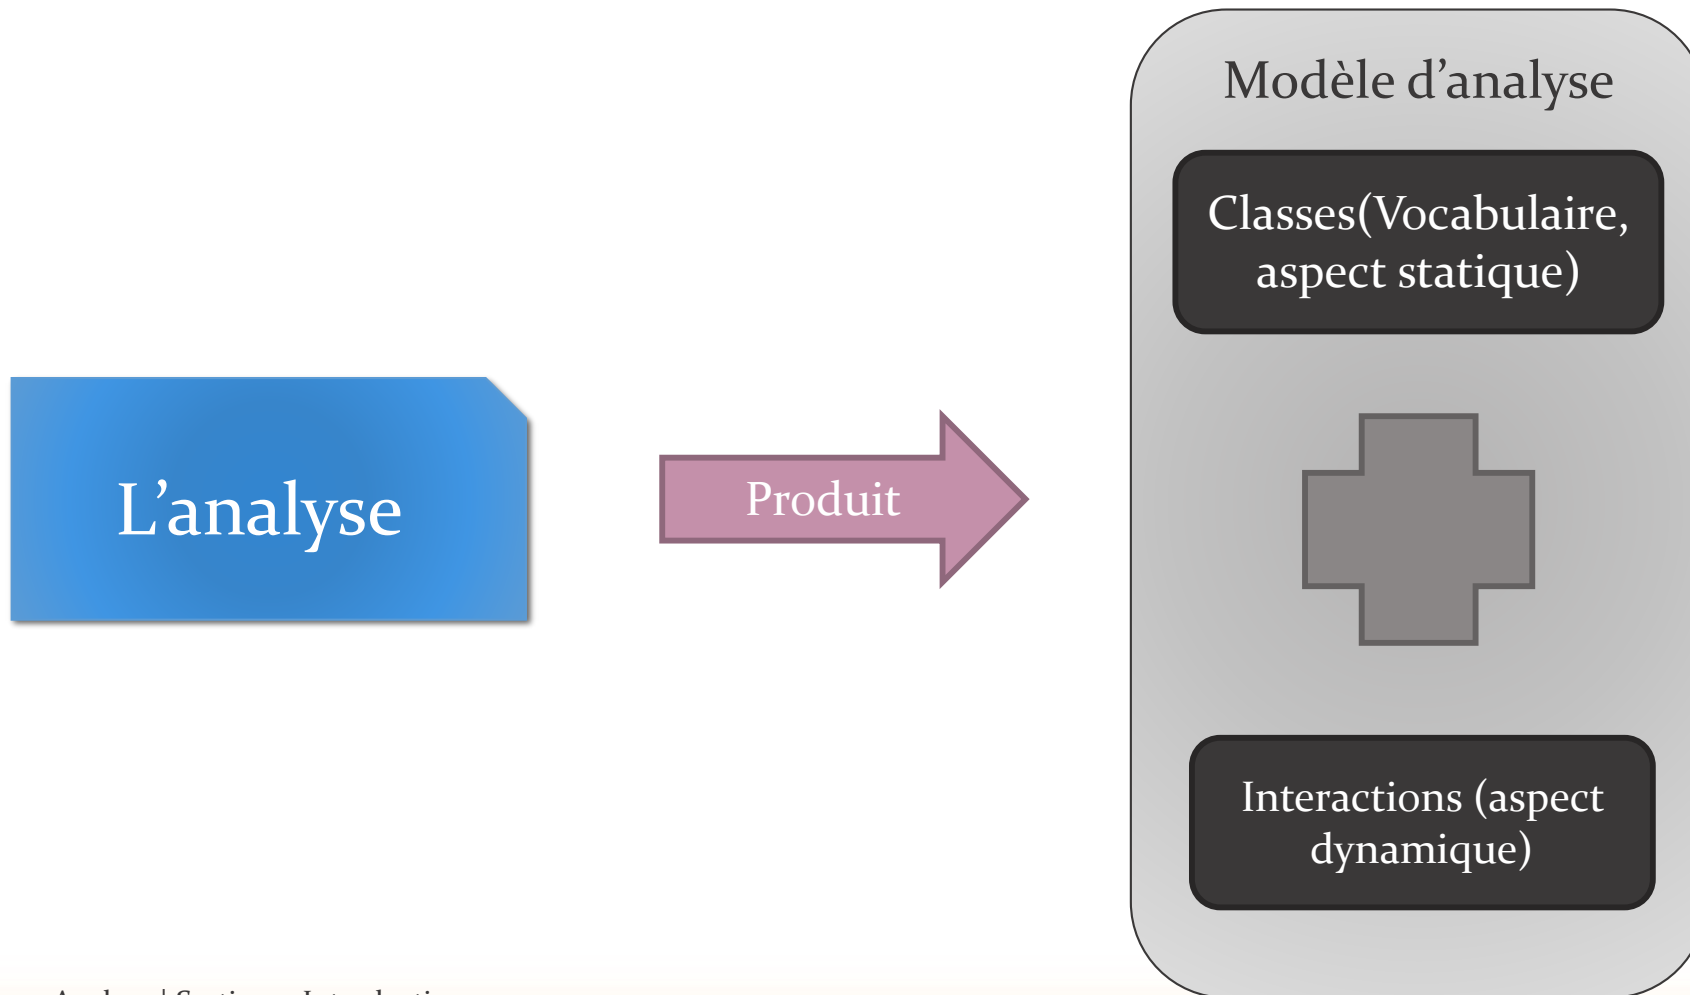 Modèle d'analyse
Classes(Vocabulaire,
aspect statique)
L'analyse
Produit
Interactions (aspect
dynamique)